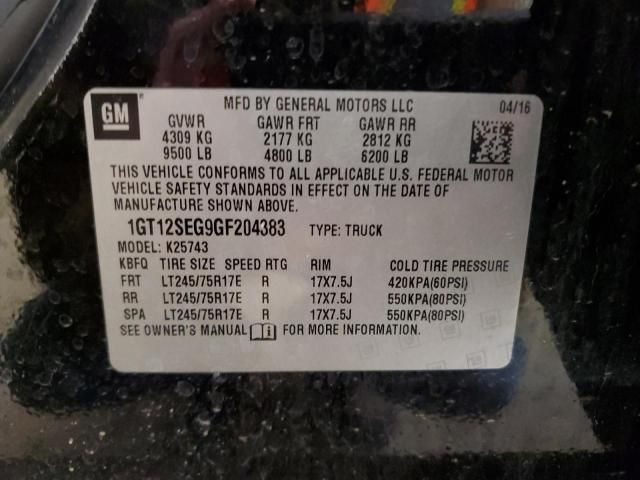 GM
MFD BY GENERAL MOTORS LLC 04/16
GVWR GAWR FRT GAWR RR
4309 KG 2177 KG 2812 KG
9500 LB 4800 LB 6200 LB
THIS VEHICLE CONFORMS TO ALL APPLICABLE U.S. FEDERAL MOTOR
VEHICLE SAFETY STANDARDS IN EFFECT ON THE DATE OF
MANUFACTURE SHOWN ABOVE.
1GT12SEG9GF204383 TYPE: TRUCK
MODEL: K25743
KBFQ TIRE SIZE SPEED RTG RIM COLD TIRE PRESSURE
FRT LT245/75R17E R 17X7.5J 420KPA(60PSI)
RR LT245/75R17E R 17X7.5J 550KPA(80PSI)
SPA LT245/75R17E R 17X7.5J 550KPA(80PSI)
SEE OWNER'S MANUAL FOR MORE INFORMATION.